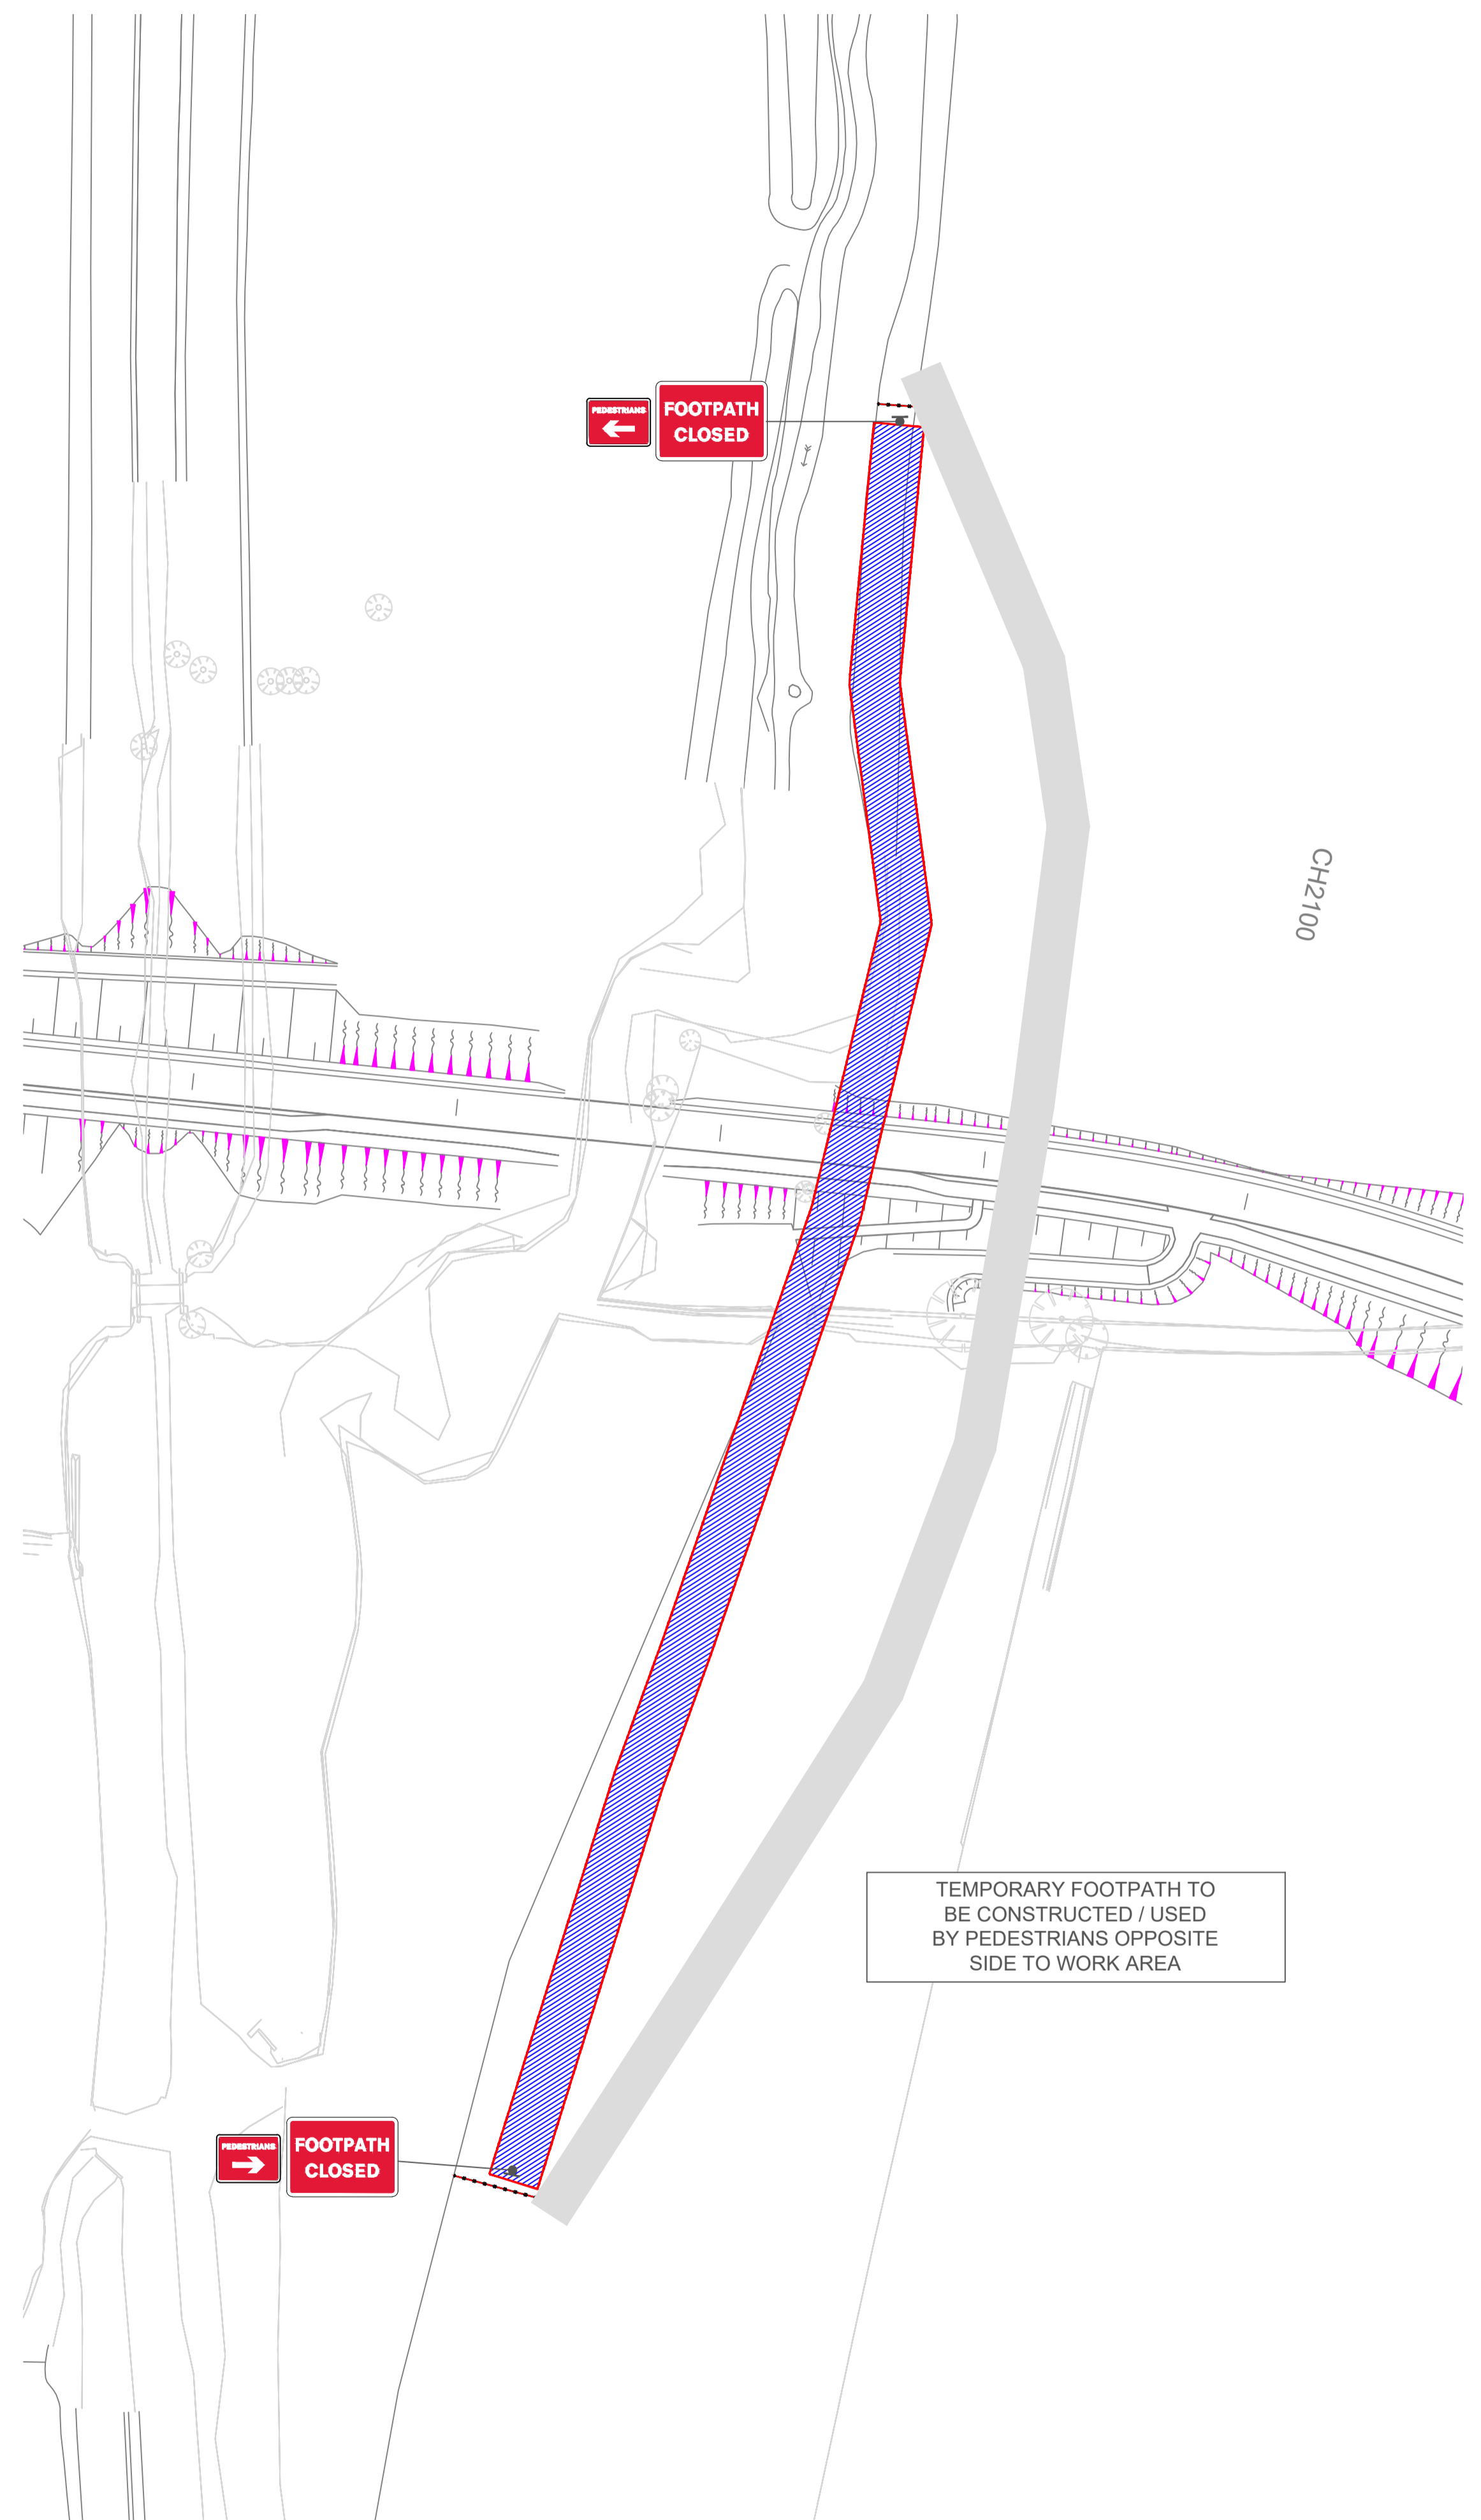 PEDESTRIANS
FOOTPATH
CLOSED
CH2100
TEMPORARY FOOTPATH TO
BE CONSTRUCTED / USED
BY PEDESTRIANS OPPOSITE
SIDE TO WORK AREA
PEDESTRIANS
FOOTPATH
CLOSED